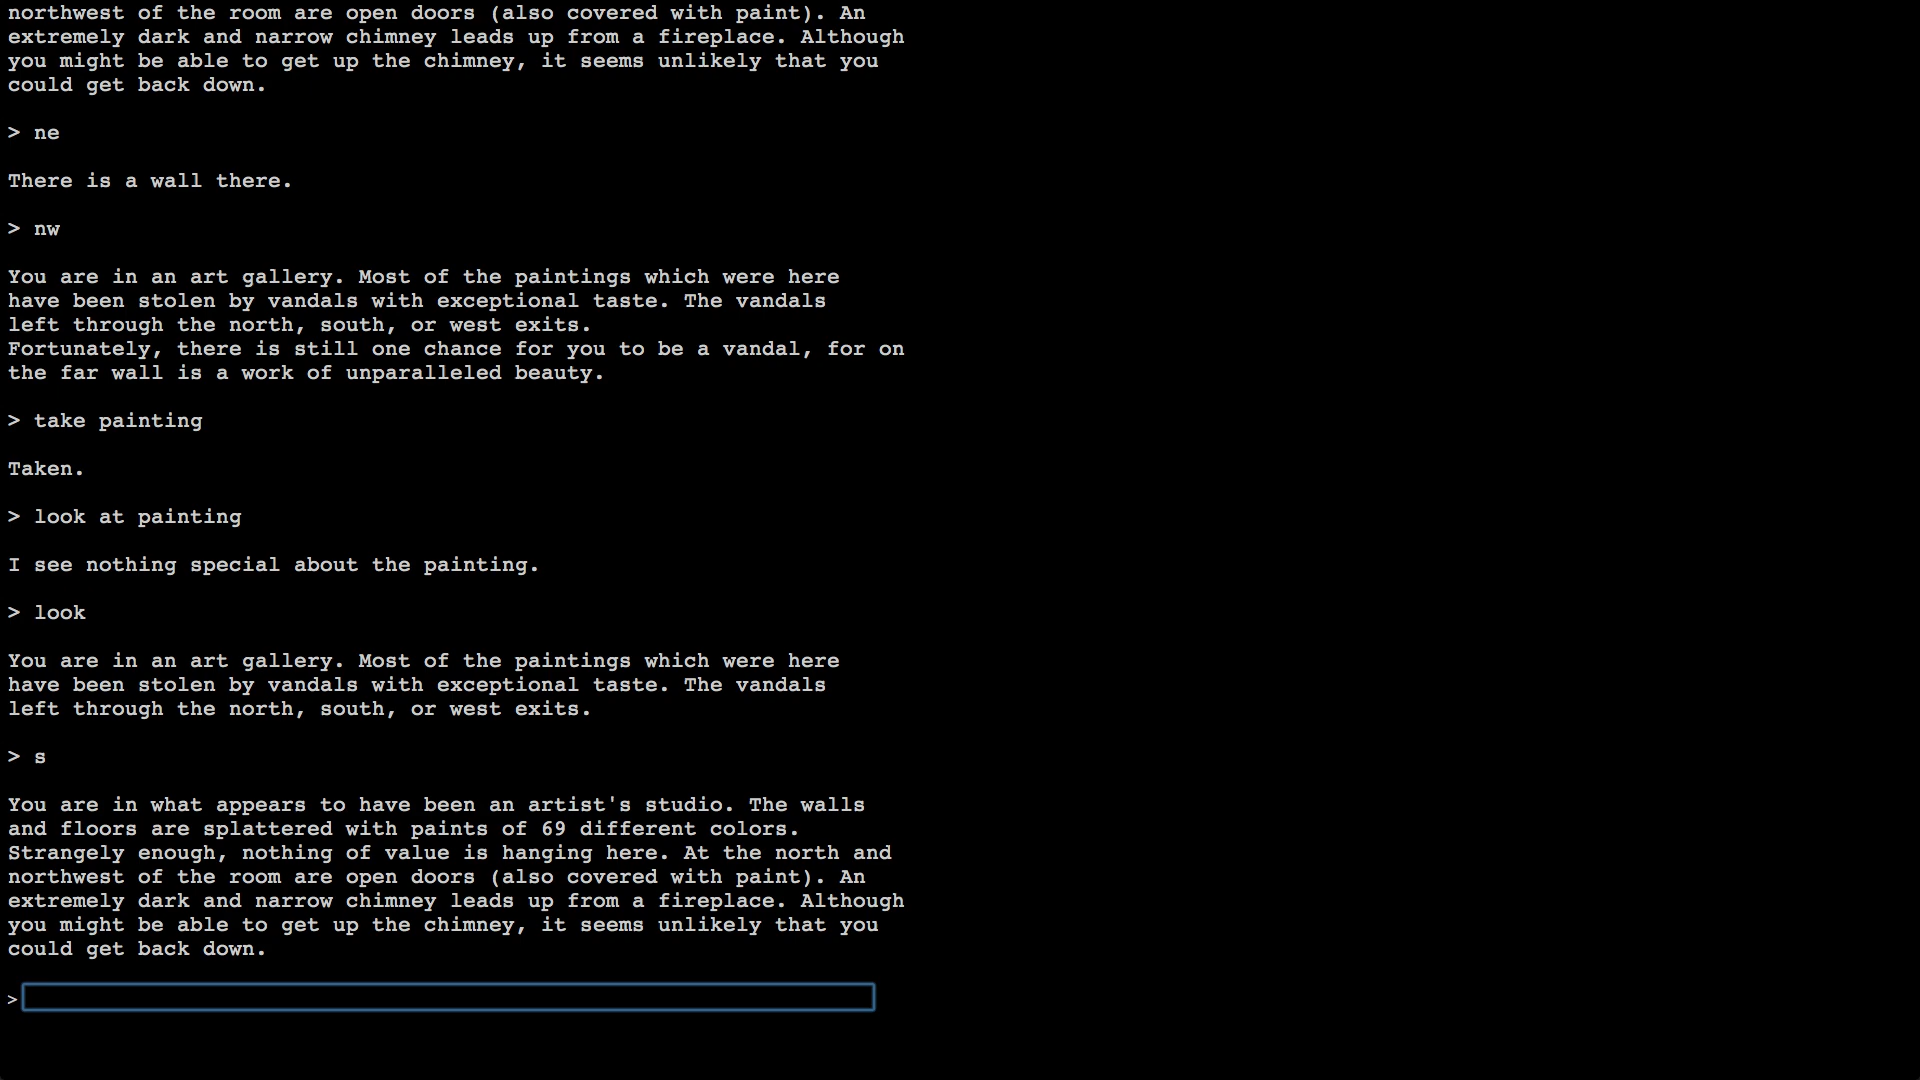 northwest of the room are open doors (also covered with paint). An
extremely dark and narrow chimney leads up from a fireplace. Although
you might be able to get up the chimney, it seems unlikely that you
could get back down.
> ne
There is a wall there.
> nw
You are in an art gallery. Most of the paintings which were here
have been stolen by vandals with exceptional taste. The vandals
left through the north, south, or west exits.
Fortunately, there is still one chance for you to be a vandal, for on
the far wall is a work of unparalleled beauty.
> take painting
Taken.
> look at painting
I see nothing special about the painting.
> look
You are in an art gallery. Most of the paintings which were here
have been stolen by vandals with exceptional taste. The vandals
left through the north, south, or west exits.
> s
You are in what appears to have been an artist's studio. The walls
and floors are splattered with paints of 69 different colors.
Strangely enough, nothing of value is hanging here. At the north and
northwest of the room are open doors (also covered with paint). An
extremely dark and narrow chimney leads up from a fireplace. Although
you might be able to get up the chimney, it seems unlikely that you
could get back down.
>